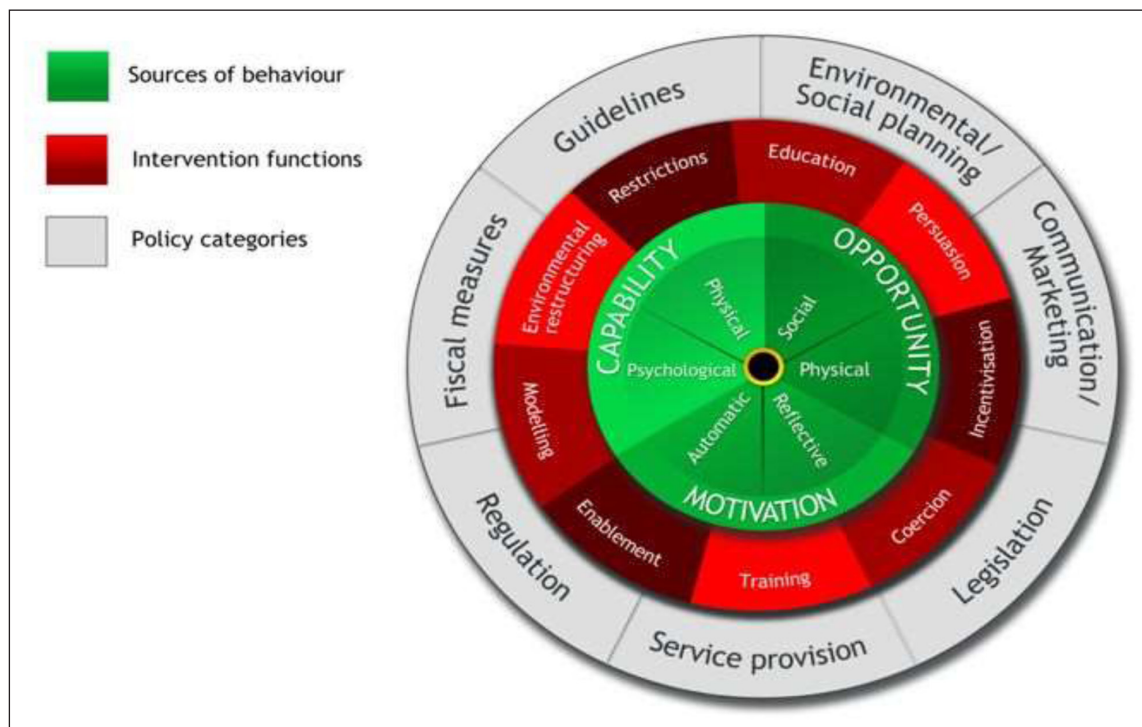 Sources of behaviour
Intervention functions
Policy categories
Guidelines
Environmental/
Social planning
Communication/
Marketing
Legislation
Service provision
Regulation
Fiscal measures
Restrictions
Education
Persuasion
Incentivisation
Coercion
Training
Enablement
Modelling
Environmental
restructuring
CAPABILITY
OPPORTUNITY
MOTIVATION
Physical
Social
Psychological
Physical
Automatic
Reflective